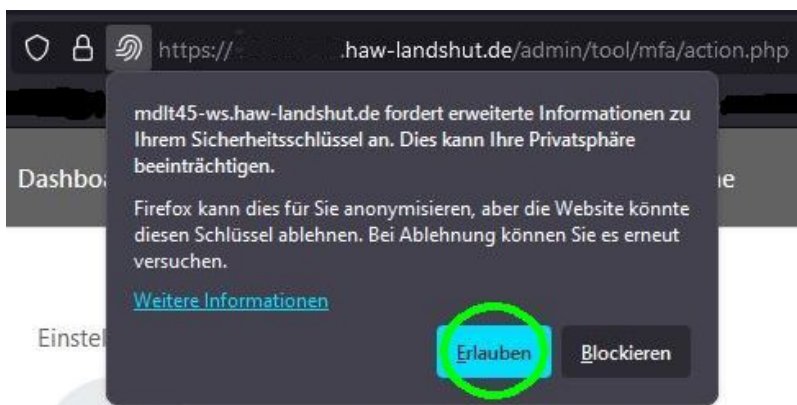 https:// .haw-landshut.de/admin/tool/mfa/action.php
mdlt45-ws.haw-landshut.de fordert erweiterte Informationen zu
Ihrem Sicherheitsschlüssel an. Dies kann Ihre Privatsphäre
beeinträchtigen.
Dashbo
Firefox kann dies für Sie anonymisieren, aber die Website könnte
diesen Schlüssel ablehnen. Bei Ablehnung können Sie es erneut
versuchen.
Weitere Informationen
Einstel
Erlauben Blockieren